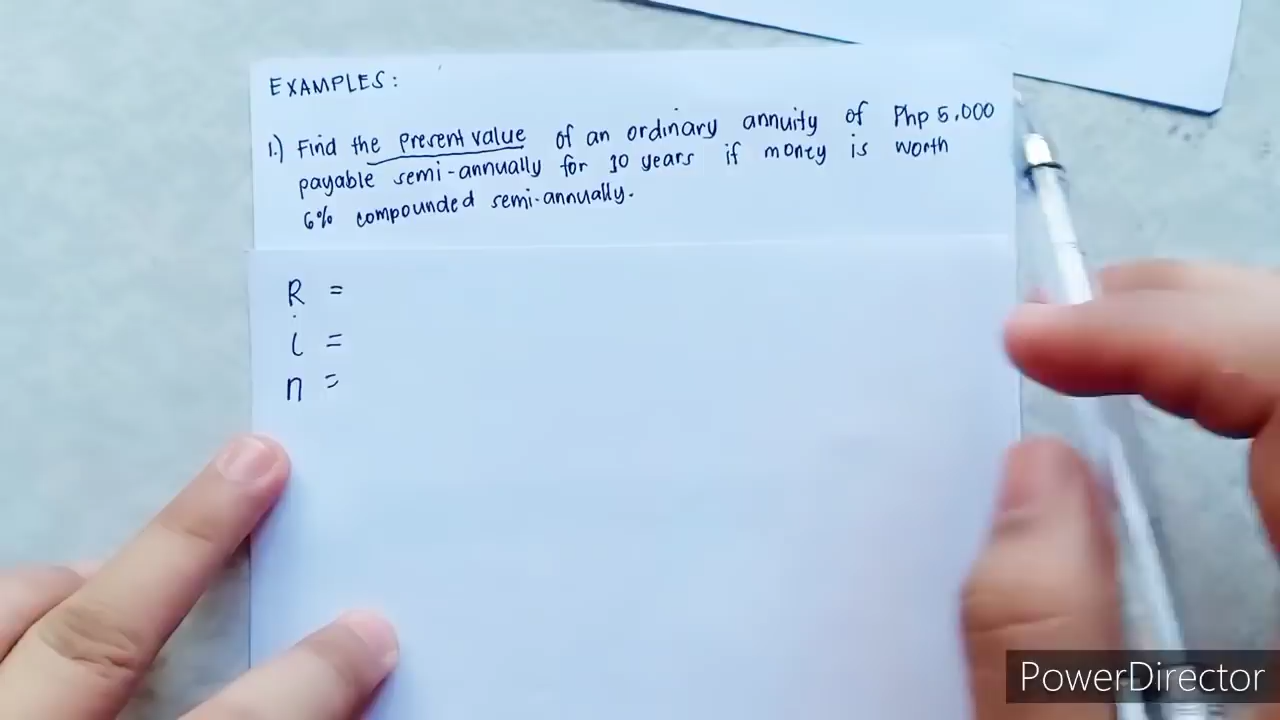 EXAMPLES:
1.) Find the present value of an ordinary annuity of Php 5,000
payable semi-annually for 10 years if money is worth
6% compounded semi-annually.
R =
i =
n =
PowerDirector